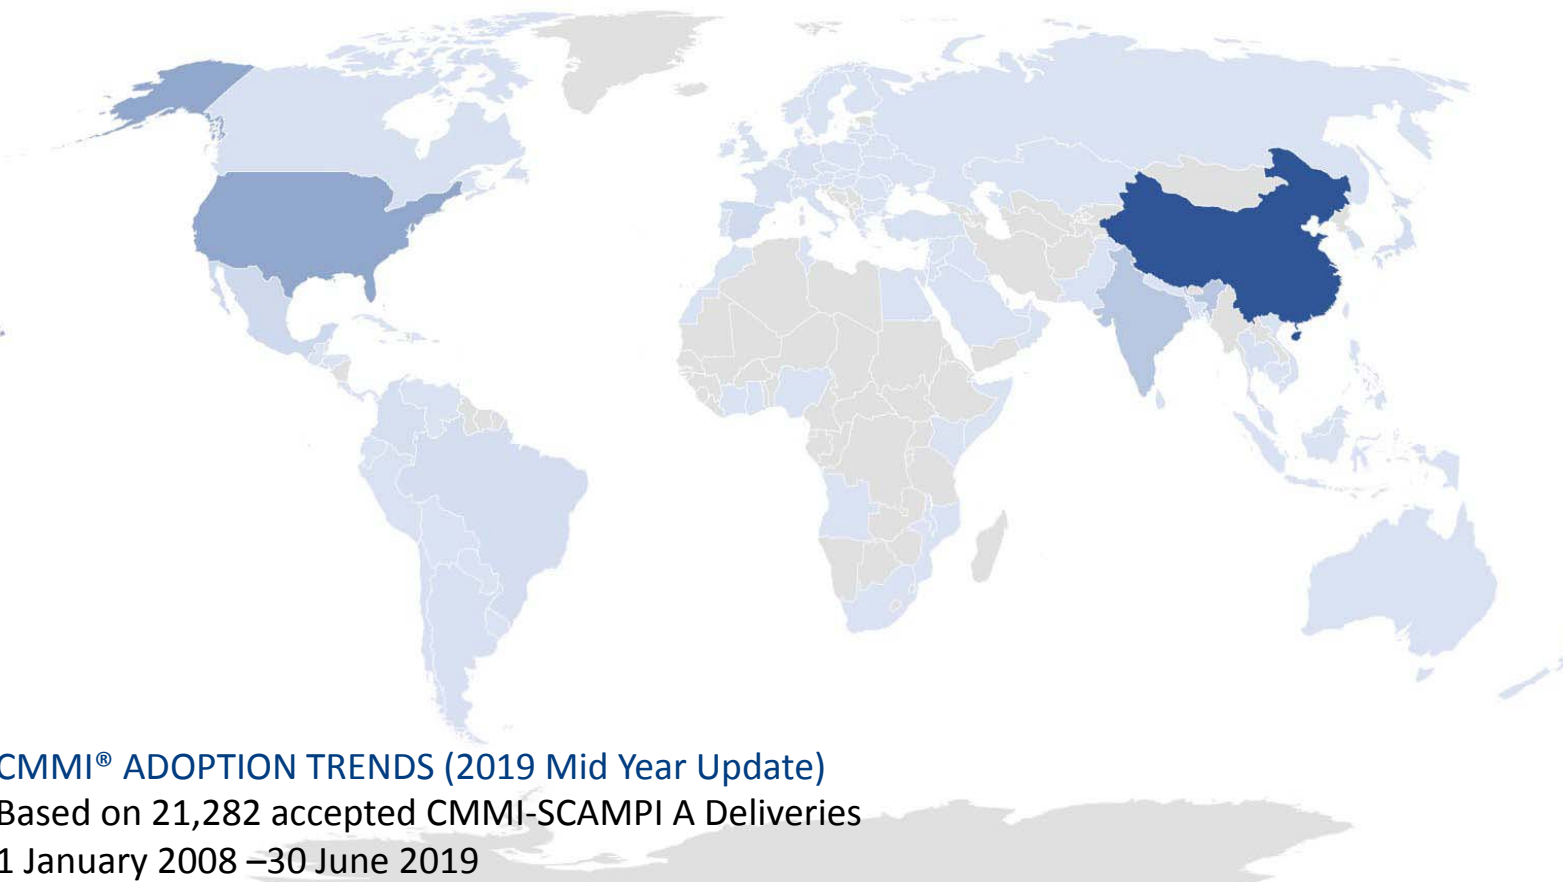 CMMI® ADOPTION TRENDS (2019 Mid Year Update)
Based on 21,282 accepted CMMI-SCAMPI A Deliveries
1 January 2008 –30 June 2019